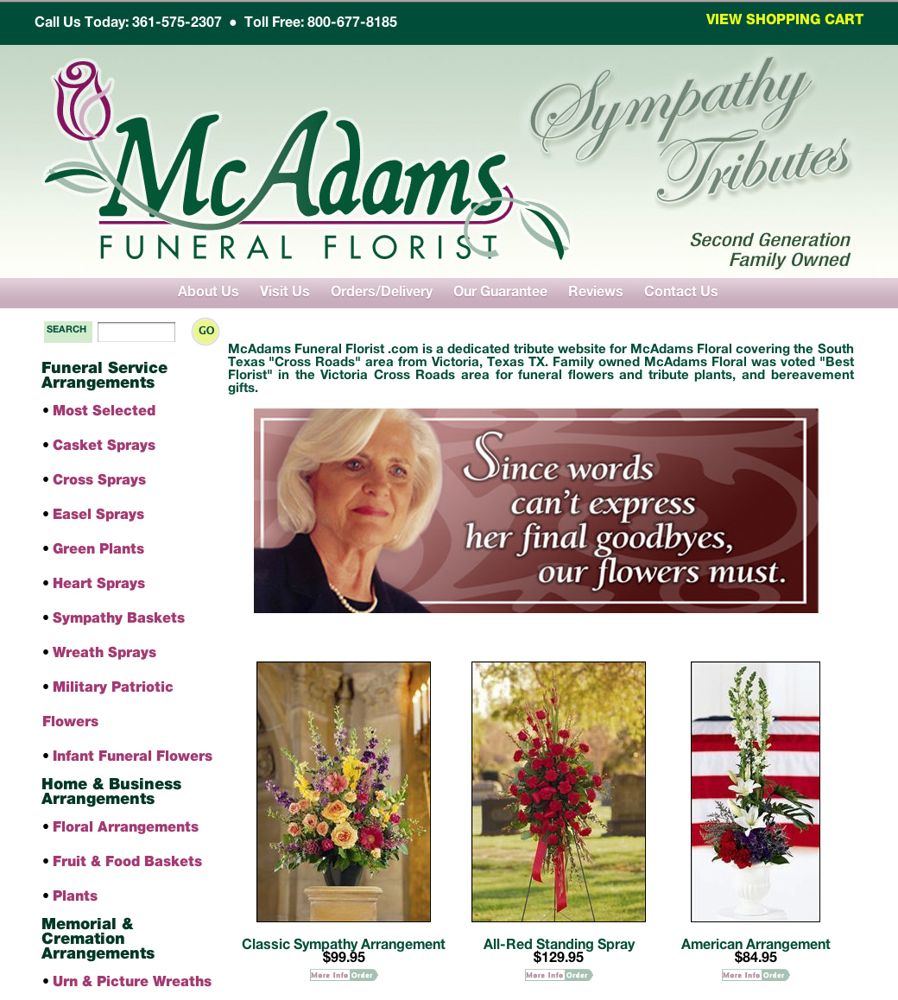 Call Us Today: 361-575-2307 ● Toll Free: 800-677-8185
VIEW SHOPPING CART
Sympathy
Tributes
McAdams
FUNERAL FLORIST
Second Generation
Family Owned
About Us Visit Us Orders/Delivery Our Guarantee Reviews Contact Us
SEARCH GO
McAdams Funeral Florist .com is a dedicated tribute website for McAdams Floral covering the South
Texas "Cross Roads" area from Victoria, Texas TX. Family owned McAdams Floral was voted "Best
Florist" in the Victoria Cross Roads area for funeral flowers and tribute plants, and bereavement
gifts.
Funeral Service
Arrangements
• Most Selected
• Casket Sprays
• Cross Sprays
• Easel Sprays
• Green Plants
• Heart Sprays
• Sympathy Baskets
• Wreath Sprays
• Military Patriotic
Flowers
• Infant Funeral Flowers
Home & Business
Arrangements
• Floral Arrangements
• Fruit & Food Baskets
• Plants
Memorial &
Cremation
Arrangements
• Urn & Picture Wreaths
Since words
can't express
her final goodbyes,
our flowers must.
Classic Sympathy Arrangement
$99.95
More Info Order
All-Red Standing Spray
$129.95
More Info Order
American Arrangement
$84.95
More Info Order